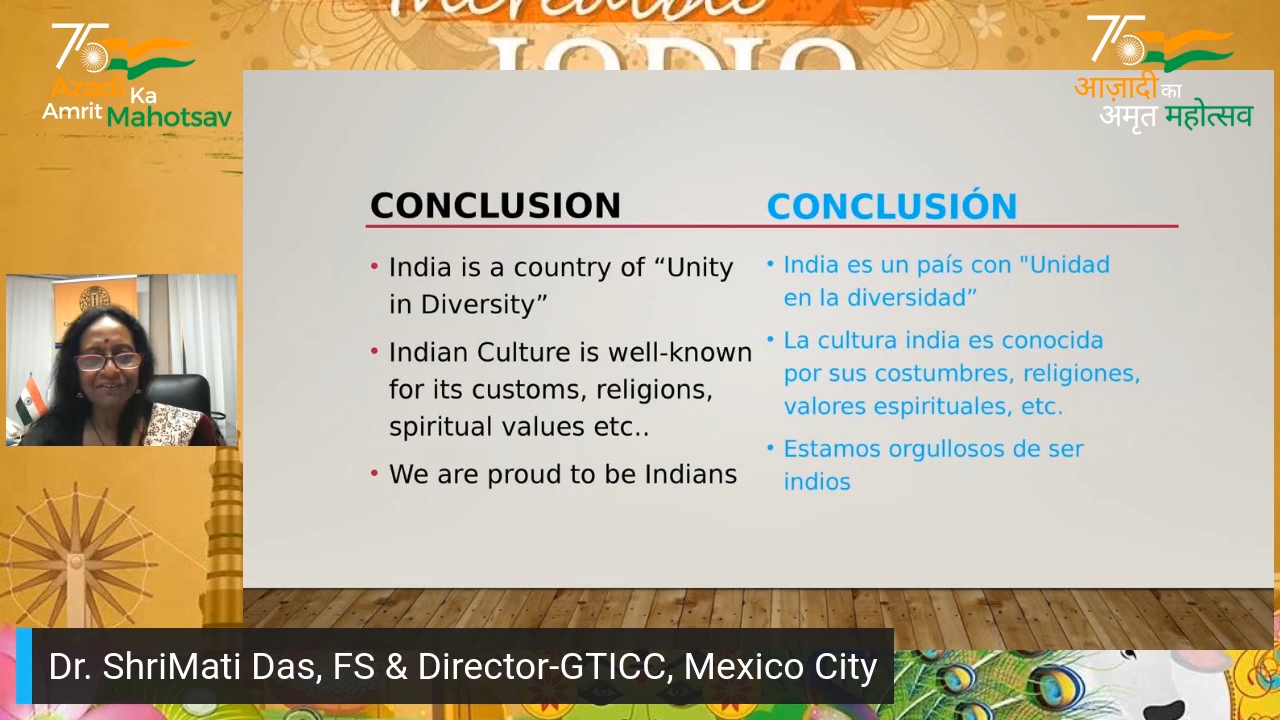 Incredible
INDIA
75
Azadi Ka
Amrit Mahotsav
75
आज़ादी का
अमृत महोत्सव
CONCLUSION
• India is a country of “Unity
in Diversity”
• Indian Culture is well-known
for its customs, religions,
spiritual values etc..
• We are proud to be Indians
CONCLUSIÓN
• India es un país con "Unidad
en la diversidad”
• La cultura india es conocida
por sus costumbres, religiones,
valores espirituales, etc.
• Estamos orgullosos de ser
indios
Dr. ShriMati Das, FS & Director-GTICC, Mexico City